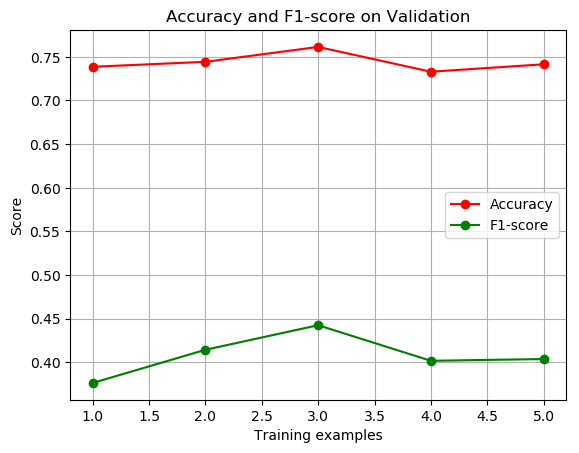 Accuracy and F1-score on Validation
0.75
0.70
0.65
0.60
0.55
0.50
0.45
0.40
Score
Accuracy
F1-score
1.0 1.5 2.0 2.5 3.0 3.5 4.0 4.5 5.0
Training examples